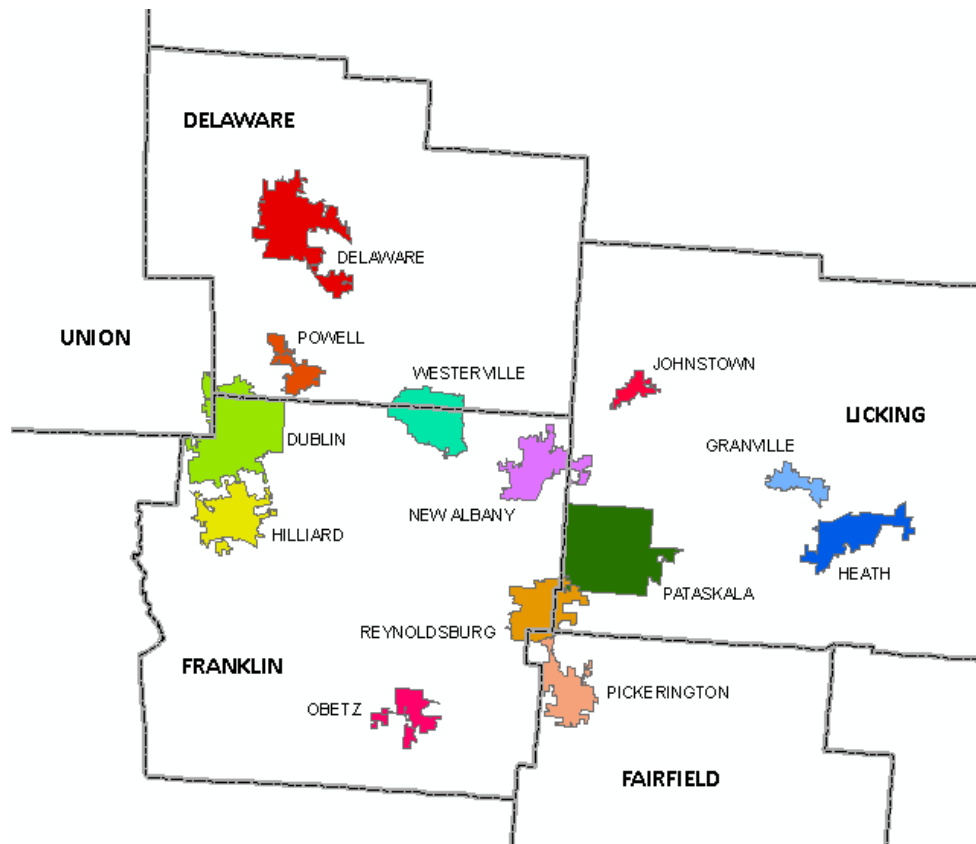 DELAWARE
DELAWARE
UNION
POWELL
WESTERVILLE
JOHNSTOWN
LICKING
DUBLIN
GRANVILLE
NEW ALBANY
HILLIARD
HEATH
PATASKALA
REYNOLDSBURG
FRANKLIN
PICKERINGTON
OBETZ
FAIRFIELD